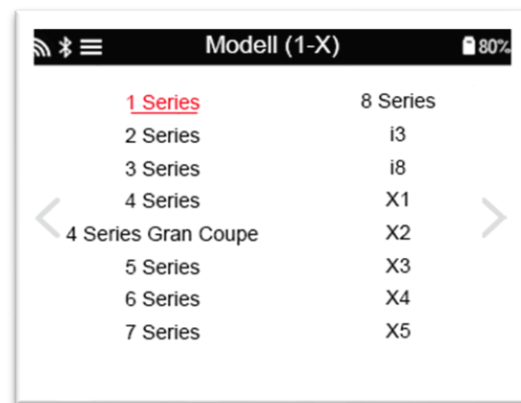 Modell (1-X)
80%
1 Series
2 Series
3 Series
4 Series
4 Series Gran Coupe
5 Series
6 Series
7 Series
8 Series
i3
i8
X1
X2
X3
X4
X5